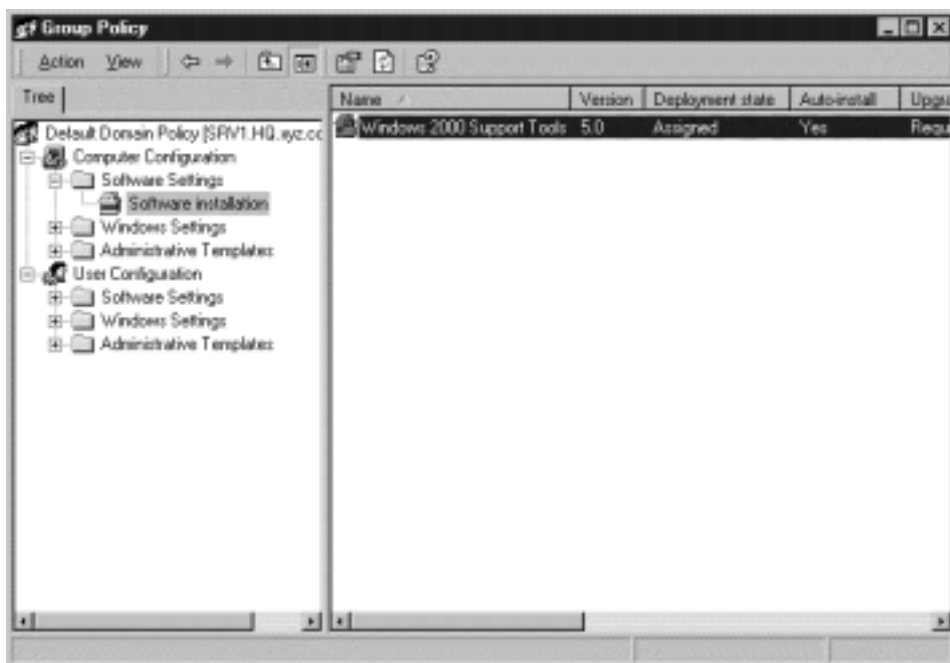 Group Policy
Action View
Tree
Name Version Deployment state Auto-install Upgra
Default Domain Policy [SRV1.HQ.xyz.co
Windows 2000 Support Tools 5.0 Assigned Yes Requ
Computer Configuration
Software Settings
Software installation
Windows Settings
Administrative Templates
User Configuration
Software Settings
Windows Settings
Administrative Templates